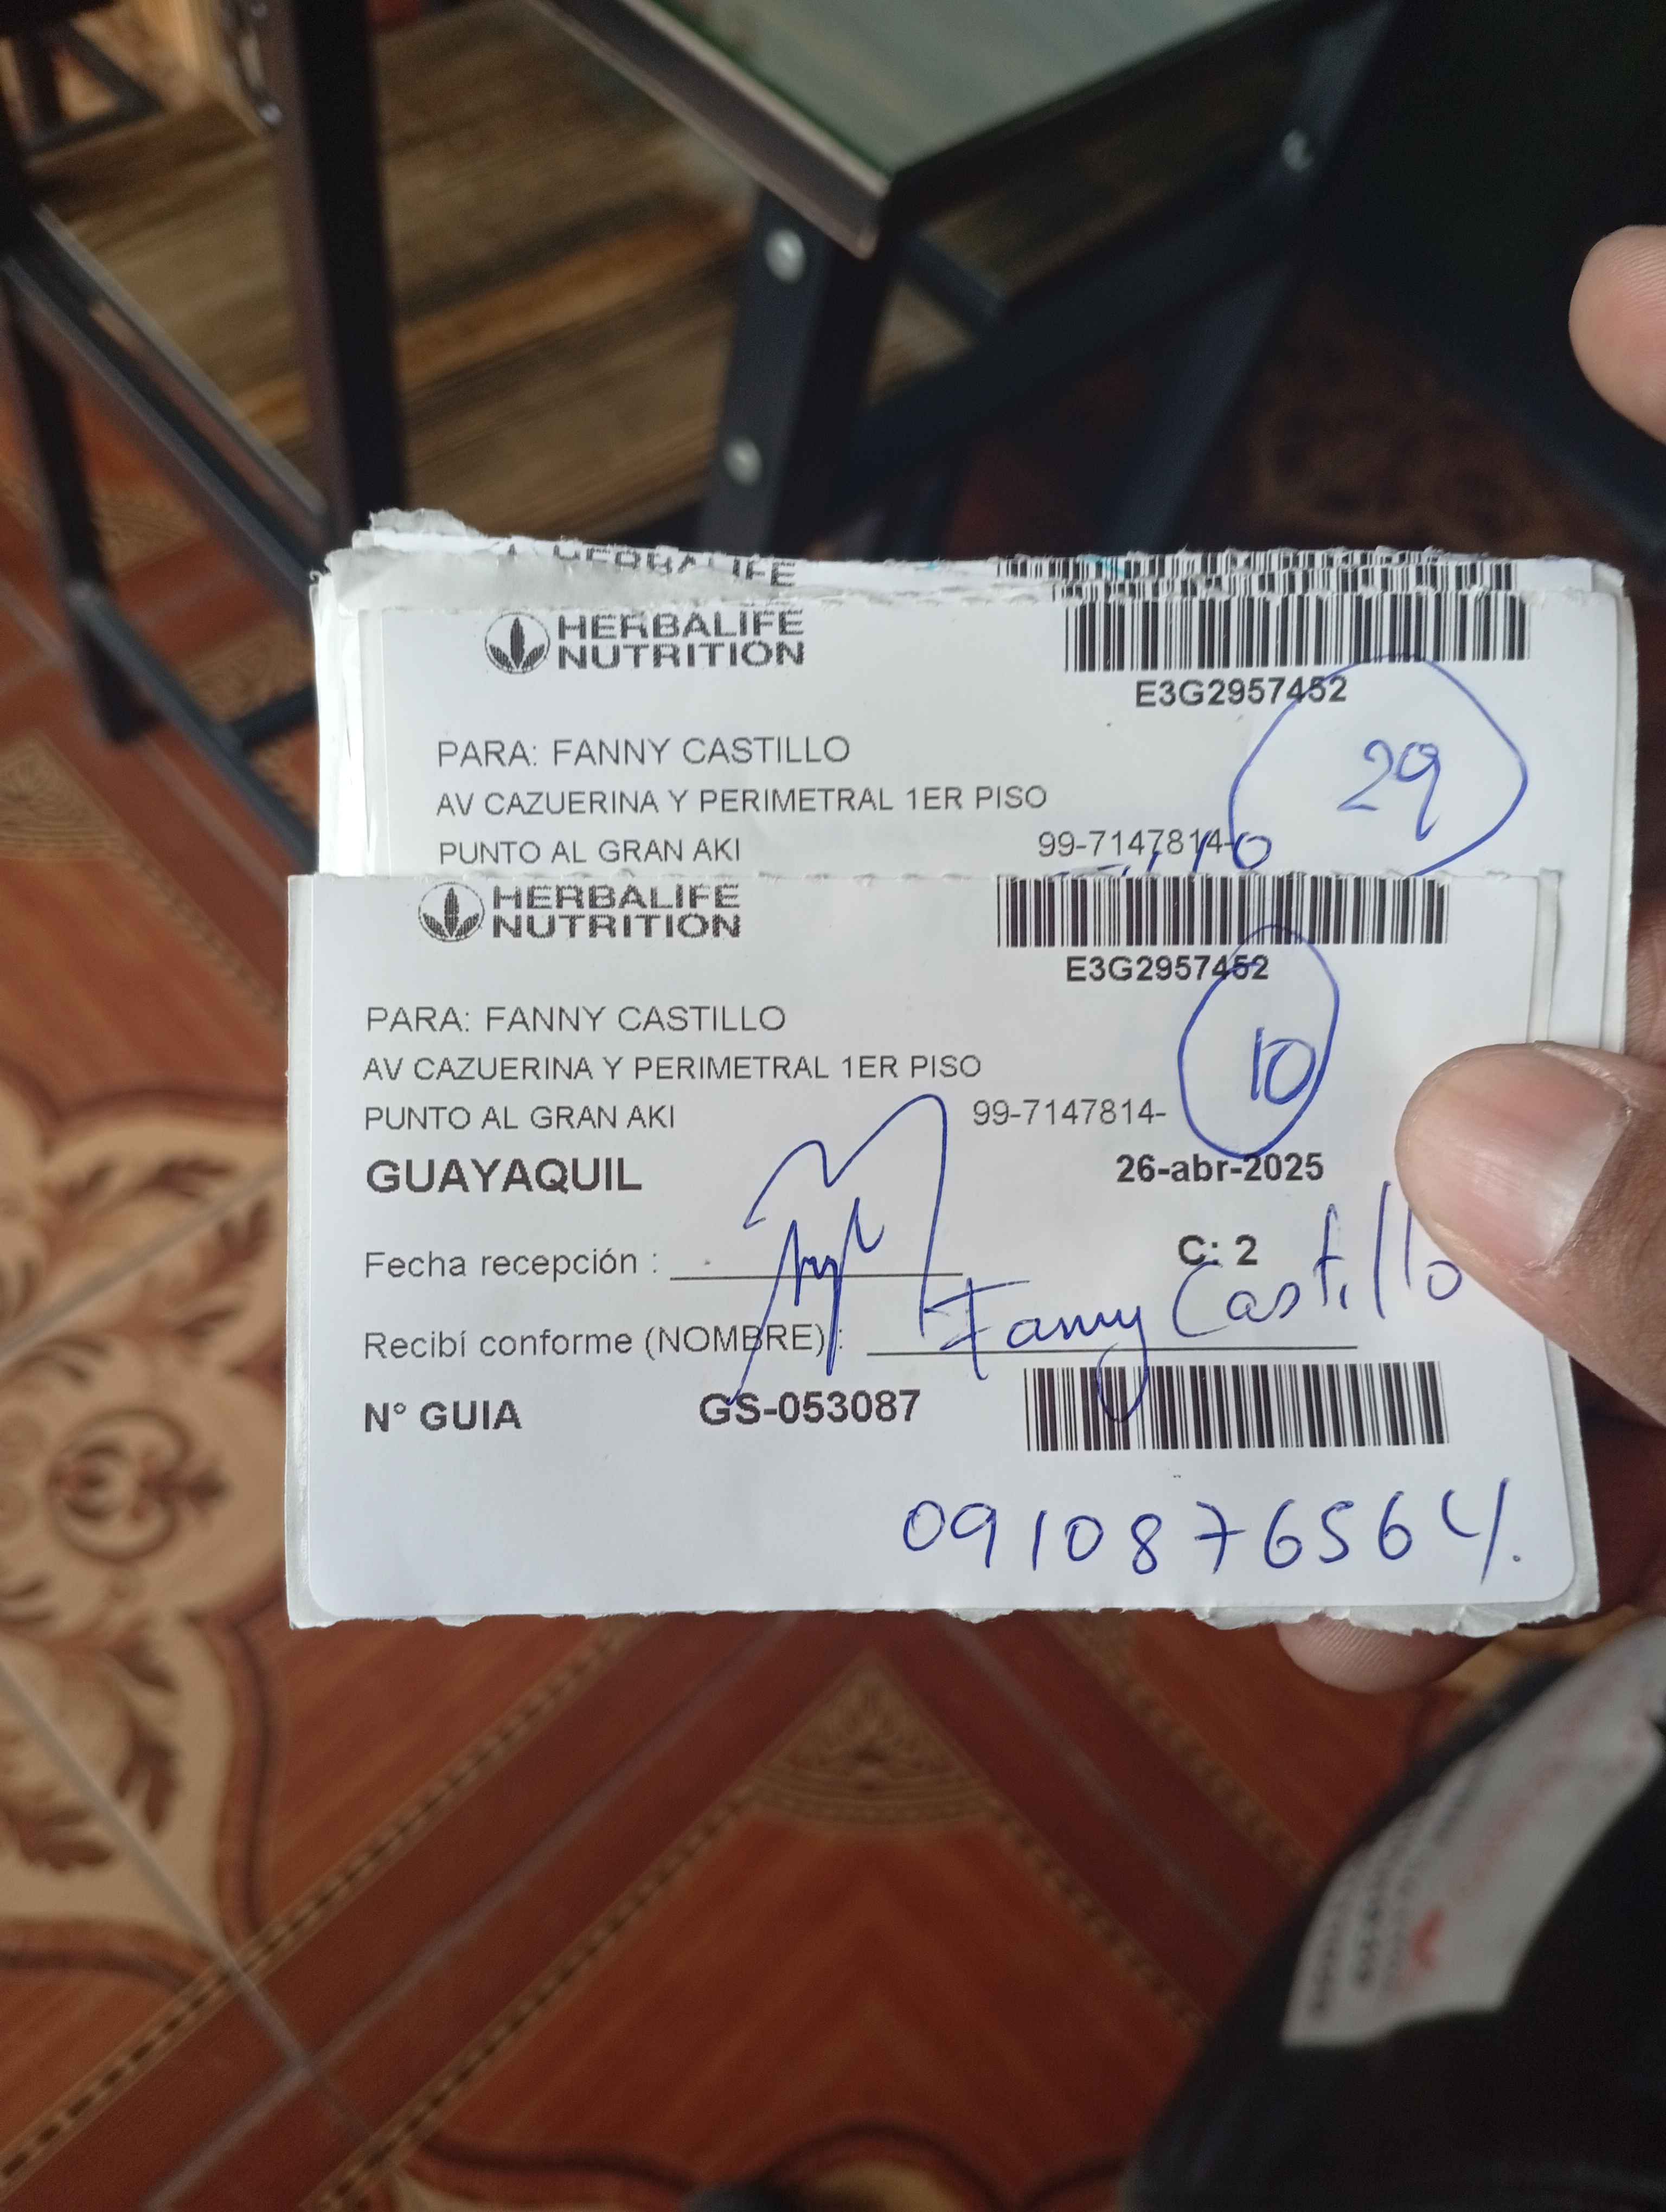 HERBALIFE
HERBALIFE
NUTRITION
E3G2957452
29
PARA: FANNY CASTILLO
AV CAZUERINA Y PERIMETRAL 1ER PISO
PUNTO AL GRAN AKI 99-7147814-
HERBALIFE
NUTRITION
E3G2957452
10
PARA: FANNY CASTILLO
AV CAZUERINA Y PERIMETRAL 1ER PISO
PUNTO AL GRAN AKI 99-7147814-
GUAYAQUIL 26-abr-2025
Fecha recepción : C: 2
Recibí conforme (NOMBRE) : Fanny Castillo
N° GUIA GS-053087
0910876564.